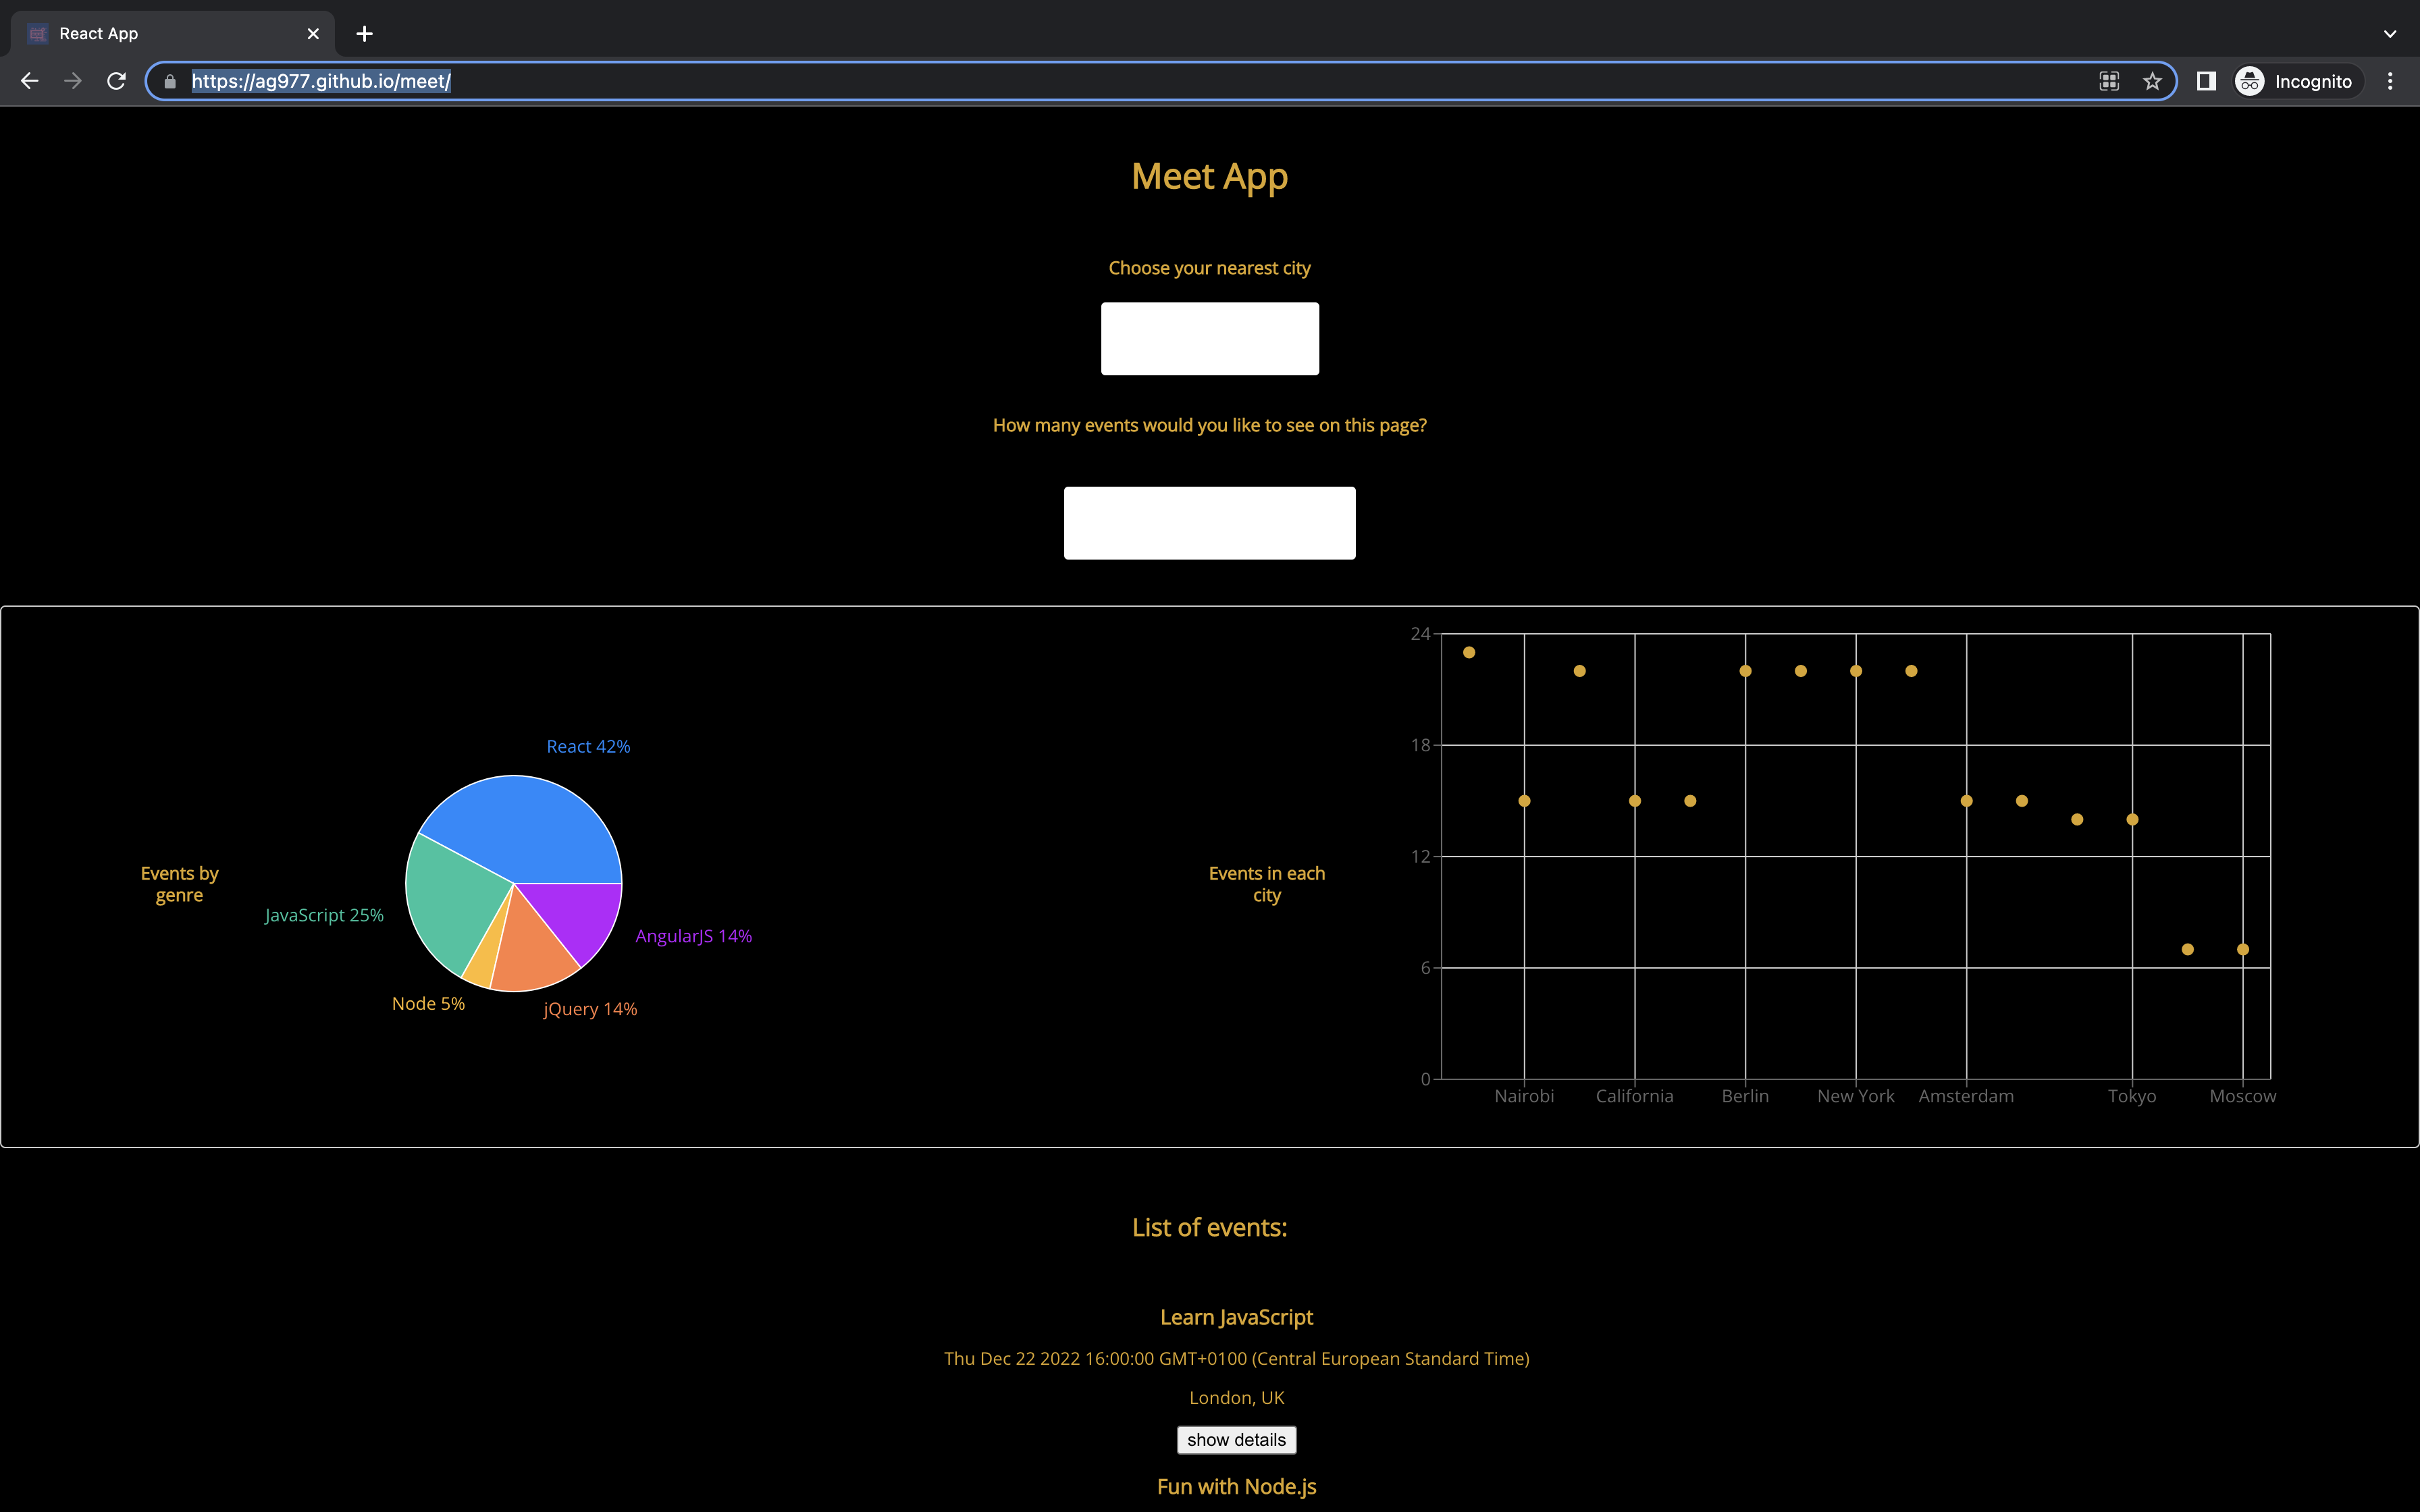 React App
https://ag977.github.io/meet/
Incognito
Meet App
Choose your nearest city
How many events would you like to see on this page?
Events by
genre
React 42%
JavaScript 25%
AngularJS 14%
Node 5%
jQuery 14%
Events in each
city
24
18
12
6
0
Nairobi
California
Berlin
New York
Amsterdam
Tokyo
Moscow
List of events:
Learn JavaScript
Thu Dec 22 2022 16:00:00 GMT+0100 (Central European Standard Time)
London, UK
show details
Fun with Node.js